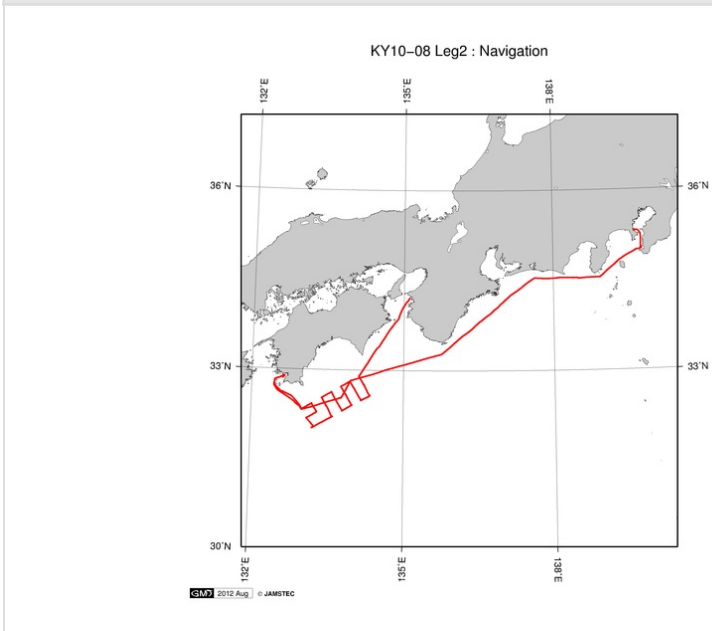 KY10−08 Leg2 : Navigation
132˚E
135˚E
138˚E
36˚N
36˚N
33˚N
33˚N
30˚N
132˚E
135˚E
138˚E
GMT 2012 Aug © JAMSTEC